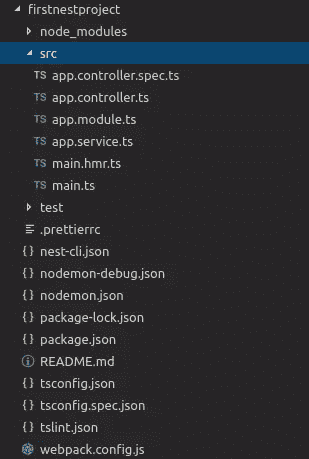 firstnestproject
node_modules
src
TS app.controller.spec.ts
TS app.controller.ts
TS app.module.ts
TS app.service.ts
TS main.hmr.ts
TS main.ts
test
.prettierrc
{ } nest-cli.json
{ } nodemon-debug.json
{ } nodemon.json
{ } package-lock.json
{ } package.json
README.md
{ } tsconfig.json
{ } tsconfig.spec.json
{ } tslint.json
webpack.config.js